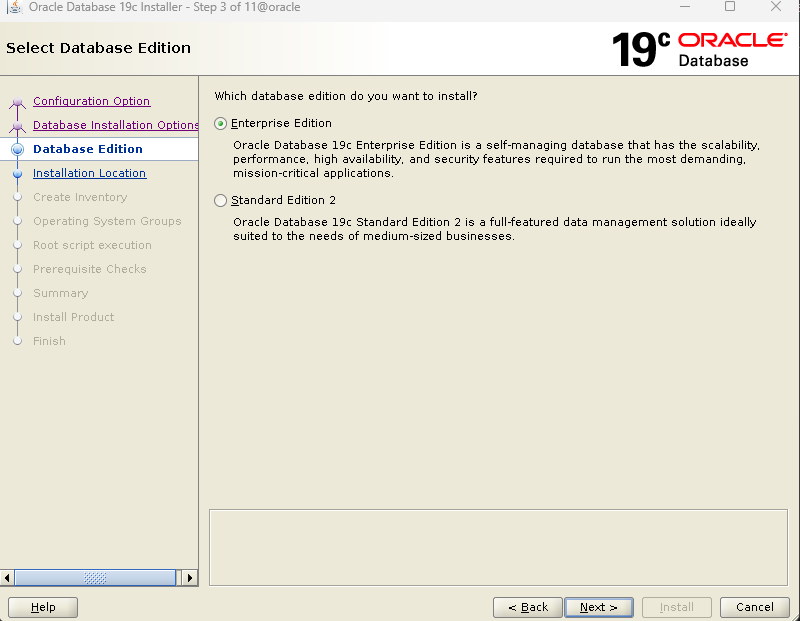 Oracle Database 19c Installer - Step 3 of 11@oracle
Select Database Edition
19c ORACLE
Database
Configuration Option
Database Installation Options
Database Edition
Installation Location
Create Inventory
Operating System Groups
Root script execution
Prerequisite Checks
Summary
Install Product
Finish
Which database edition do you want to install?
Enterprise Edition
Oracle Database 19c Enterprise Edition is a self-managing database that has the scalability,
performance, high availability, and security features required to run the most demanding,
mission-critical applications.
Standard Edition 2
Oracle Database 19c Standard Edition 2 is a full-featured data management solution ideally
suited to the needs of medium-sized businesses.
Help
< Back
Next >
Install
Cancel